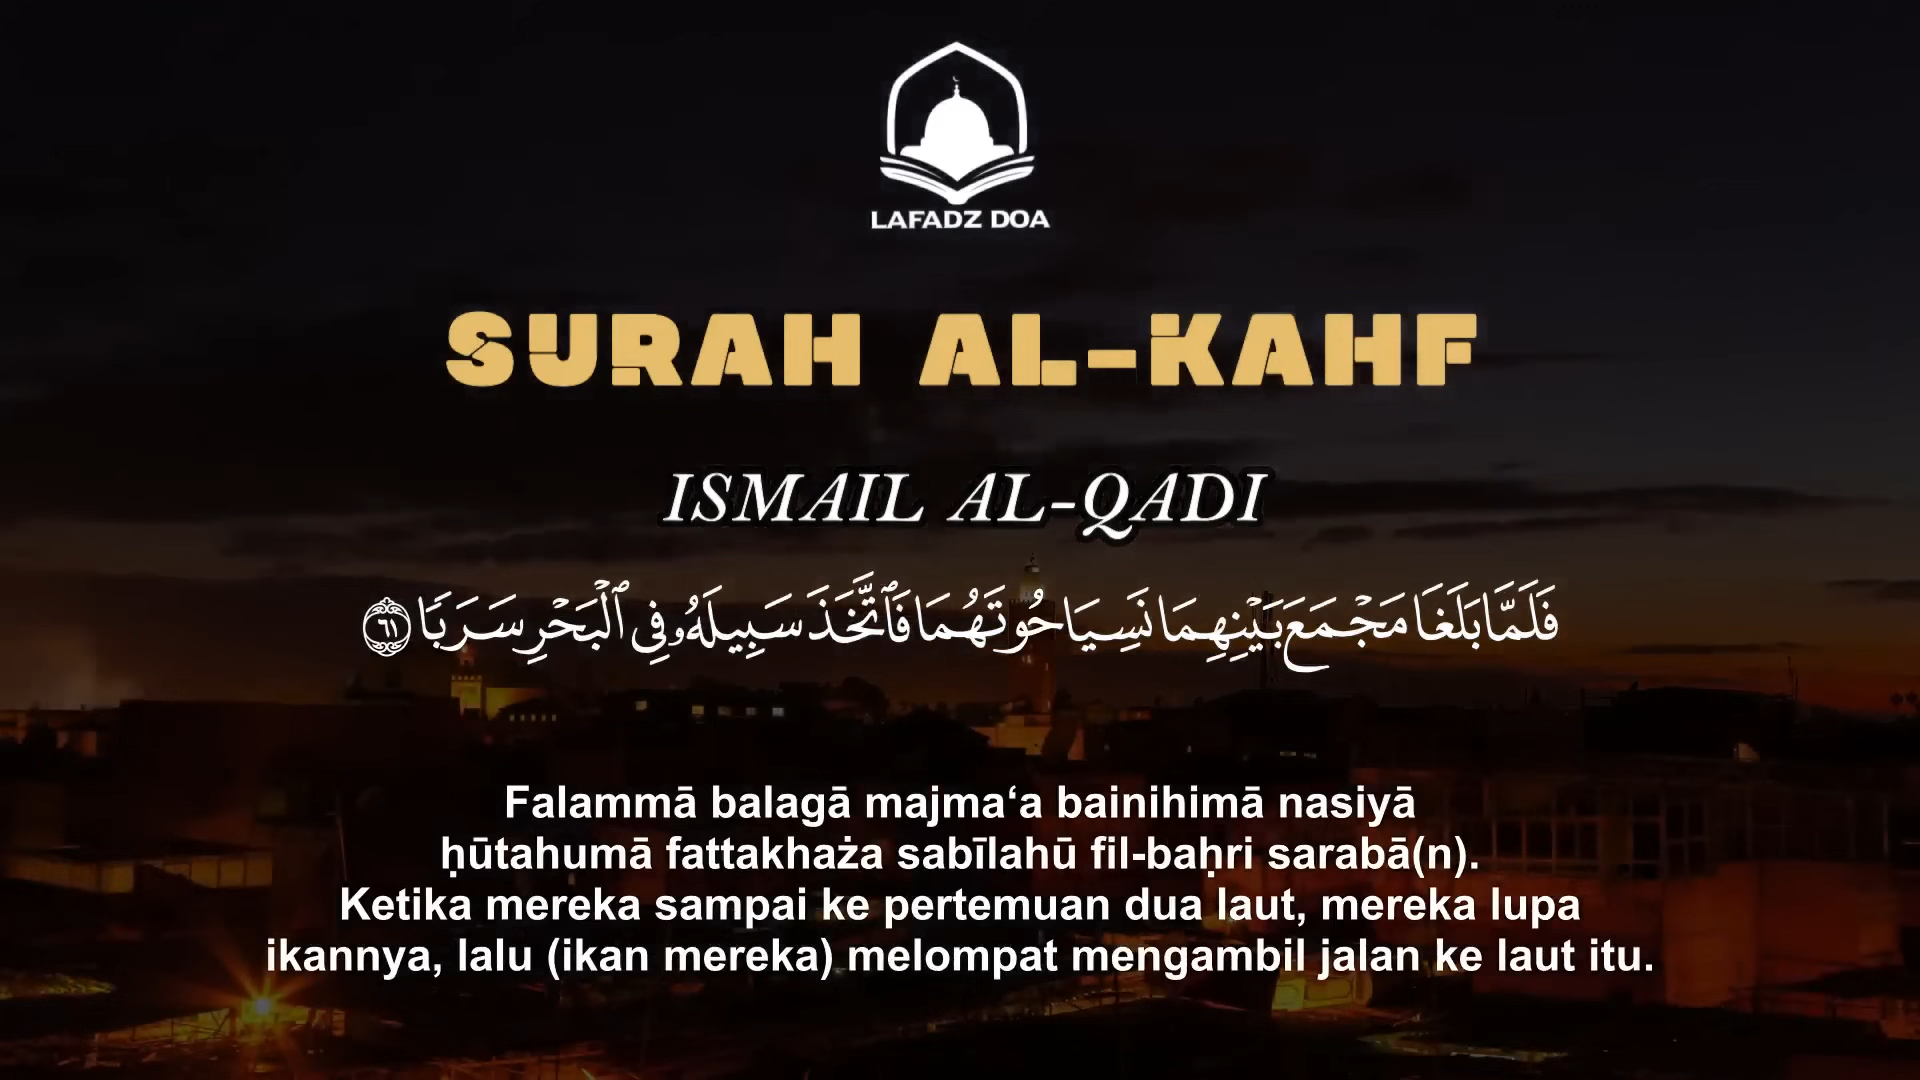 LAFADZ DOA
SURAH AL-KAHF
ISMAIL AL-QADI
فَلَمَّا بَلَغَا مَجْمَعَ بَيْنِهِمَا نَسِيَا حُوتَهُمَا فَٱتَّخَذَ سَبِيلَهُۥ فِى ٱلْبَحْرِ سَرَبًا ٦١
Falammā balagā majma‘a bainihimā nasiyā
ḥūtahumā fattakhaża sabīlahū fil-baḥri sarabā(n).
Ketika mereka sampai ke pertemuan dua laut, mereka lupa
ikannya, lalu (ikan mereka) melompat mengambil jalan ke laut itu.